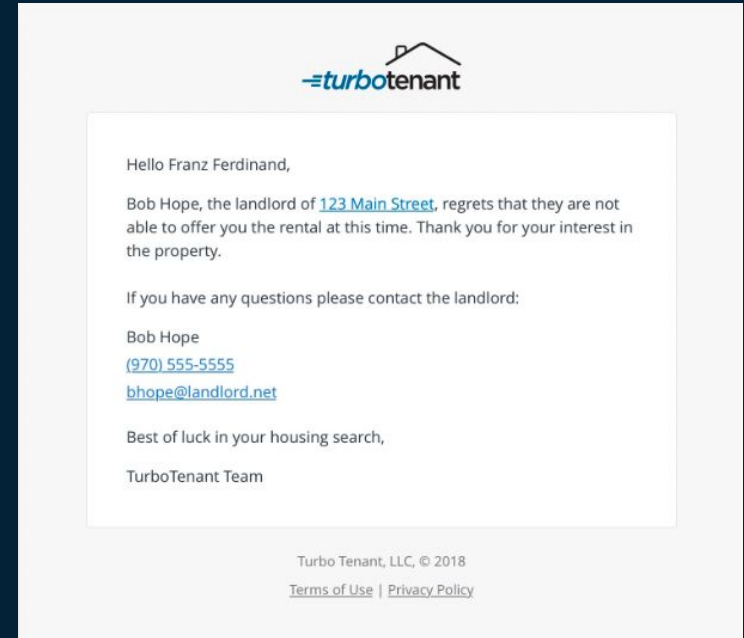 turbotenant
Hello Franz Ferdinand,
Bob Hope, the landlord of 123 Main Street, regrets that they are not
able to offer you the rental at this time. Thank you for your interest in
the property.
If you have any questions please contact the landlord:
Bob Hope
(970) 555-5555
bhope@landlord.net
Best of luck in your housing search,
TurboTenant Team
Turbo Tenant, LLC, © 2018
Terms of Use | Privacy Policy